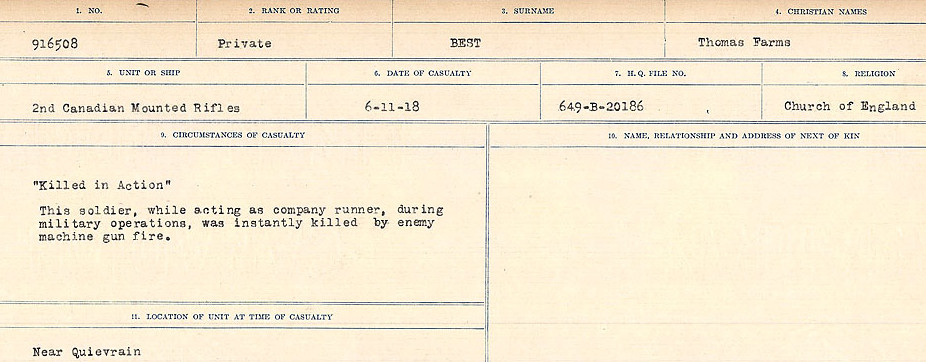 1. NO.
2. RANK OR RATING
3. SURNAME
4. CHRISTIAN NAMES
916508
Private
BEST
Thomas Farms
5. UNIT OR SHIP
6. DATE OF CASUALTY
7. H. Q. FILE NO.
8. RELIGION
2nd Canadian Mounted Rifles
6-11-18
649-B-20186
Church of England
9. CIRCUMSTANCES OF CASUALTY
10. NAME, RELATIONSHIP AND ADDRESS OF NEXT OF KIN
"Killed in Action"
This soldier, while acting as company runner, during
military operations, was instantly killed by enemy
machine gun fire.
11. LOCATION OF UNIT AT TIME OF CASUALTY
Near Quievrain